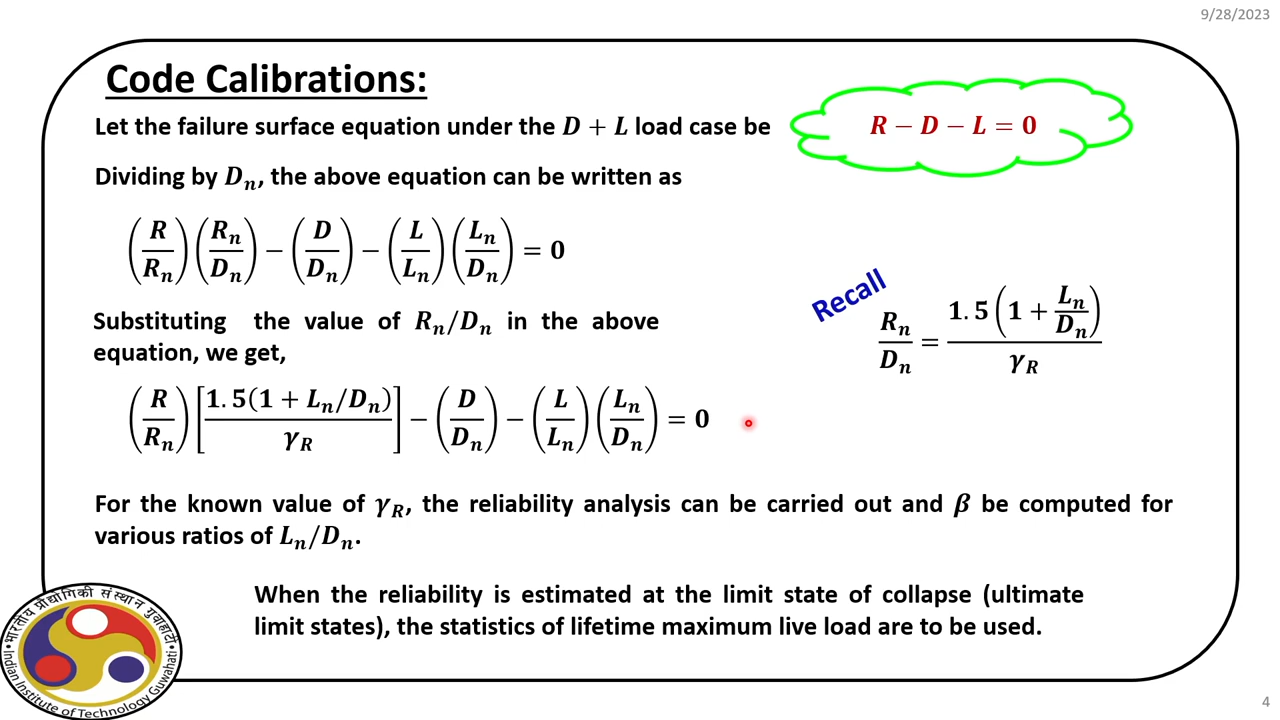 9/28/2023
Code Calibrations:
Let the failure surface equation under the D + L load case be
R − D − L = 0
Dividing by Dₙ, the above equation can be written as
(R/Rₙ)(Rₙ/Dₙ) − (D/Dₙ) − (L/Lₙ)(Lₙ/Dₙ) = 0
Recall
Rₙ/Dₙ = 1.5(1 + Lₙ/Dₙ)/γ_R
Substituting the value of Rₙ/Dₙ in the above
equation, we get,
(R/Rₙ)[1.5(1 + Lₙ/Dₙ)/γ_R] − (D/Dₙ) − (L/Lₙ)(Lₙ/Dₙ) = 0
For the known value of γ_R, the reliability analysis can be carried out and β be computed for
various ratios of Lₙ/Dₙ.
When the reliability is estimated at the limit state of collapse (ultimate
limit states), the statistics of lifetime maximum live load are to be used.
भारतीय प्रौद्योगिकी संस्थान गुवाहाटी
Indian Institute of Technology Guwahati
4